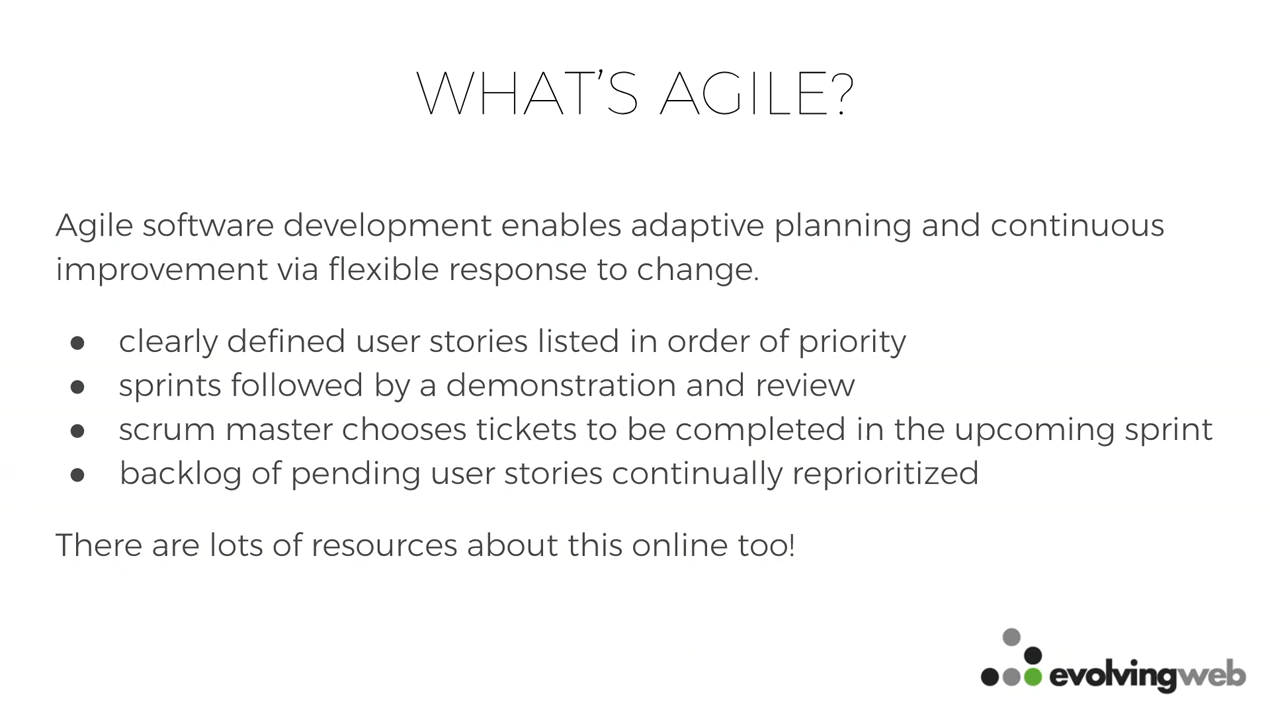 WHAT’S AGILE?
Agile software development enables adaptive planning and continuous
improvement via flexible response to change.
● clearly defined user stories listed in order of priority
● sprints followed by a demonstration and review
● scrum master chooses tickets to be completed in the upcoming sprint
● backlog of pending user stories continually reprioritized
There are lots of resources about this online too!
evolvingweb